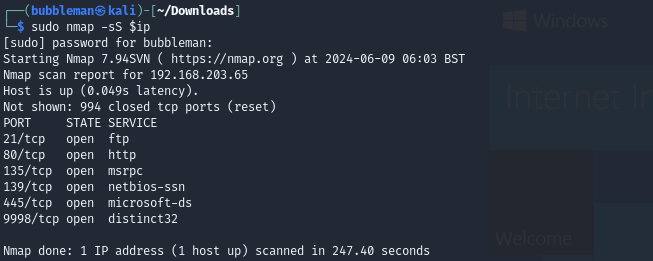 ┌──(bubbleman㉿kali)-[~/Downloads]
└─$ sudo nmap -sS $ip
[sudo] password for bubbleman:
Starting Nmap 7.94SVN ( https://nmap.org ) at 2024-06-09 06:03 BST
Nmap scan report for 192.168.203.65
Host is up (0.049s latency).
Not shown: 994 closed tcp ports (reset)
PORT     STATE SERVICE
21/tcp   open  ftp
80/tcp   open  http
135/tcp  open  msrpc
139/tcp  open  netbios-ssn
445/tcp  open  microsoft-ds
9998/tcp open  distinct32
Nmap done: 1 IP address (1 host up) scanned in 247.40 seconds
Windows
Internet In
Welcome